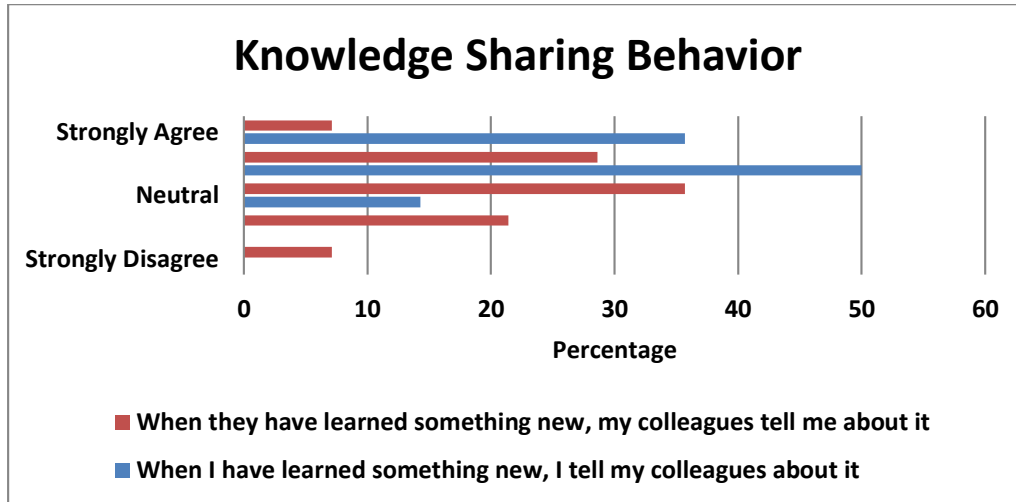 Knowledge Sharing Behavior
Strongly Agree
Neutral
Strongly Disagree
0 10 20 30 40 50 60
Percentage
When they have learned something new, my colleagues tell me about it
When I have learned something new, I tell my colleagues about it